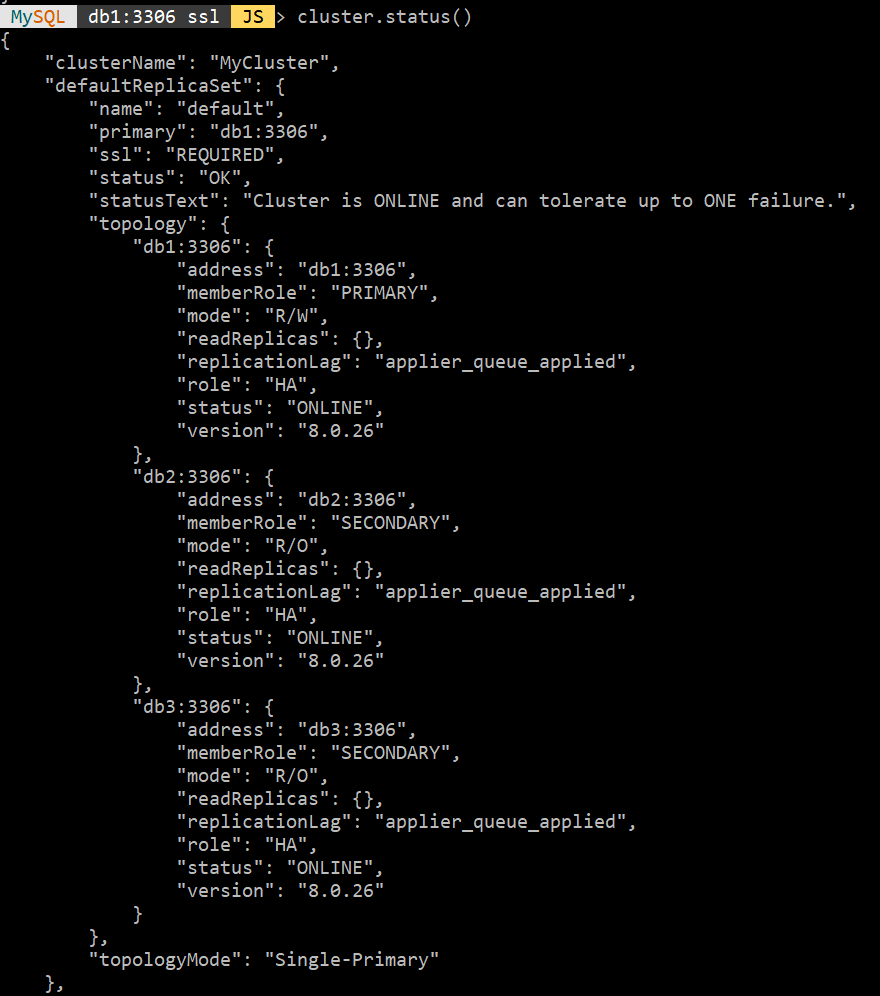 MySQL db1:3306 ssl JS > cluster.status()
{
    "clusterName": "MyCluster",
    "defaultReplicaSet": {
        "name": "default",
        "primary": "db1:3306",
        "ssl": "REQUIRED",
        "status": "OK",
        "statusText": "Cluster is ONLINE and can tolerate up to ONE failure.",
        "topology": {
            "db1:3306": {
                "address": "db1:3306",
                "memberRole": "PRIMARY",
                "mode": "R/W",
                "readReplicas": {},
                "replicationLag": "applier_queue_applied",
                "role": "HA",
                "status": "ONLINE",
                "version": "8.0.26"
            },
            "db2:3306": {
                "address": "db2:3306",
                "memberRole": "SECONDARY",
                "mode": "R/O",
                "readReplicas": {},
                "replicationLag": "applier_queue_applied",
                "role": "HA",
                "status": "ONLINE",
                "version": "8.0.26"
            },
            "db3:3306": {
                "address": "db3:3306",
                "memberRole": "SECONDARY",
                "mode": "R/O",
                "readReplicas": {},
                "replicationLag": "applier_queue_applied",
                "role": "HA",
                "status": "ONLINE",
                "version": "8.0.26"
            }
        },
        "topologyMode": "Single-Primary"
    },